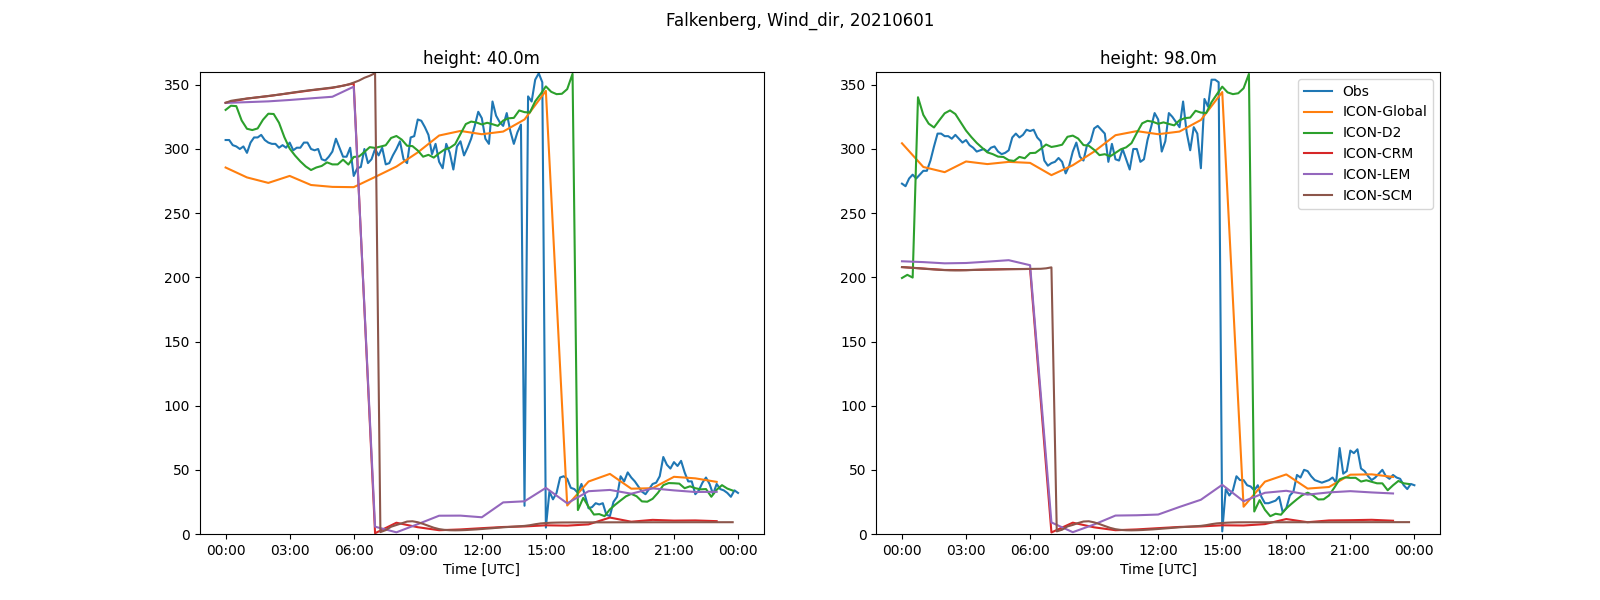 Falkenberg, Wind_dir, 20210601
height: 40.0m
350
300
250
200
150
100
50
0
00:00 03:00 06:00 09:00 12:00 15:00 18:00 21:00 00:00
Time [UTC]
height: 98.0m
350
300
250
200
150
100
50
0
00:00 03:00 06:00 09:00 12:00 15:00 18:00 21:00 00:00
Time [UTC]
Obs
ICON-Global
ICON-D2
ICON-CRM
ICON-LEM
ICON-SCM